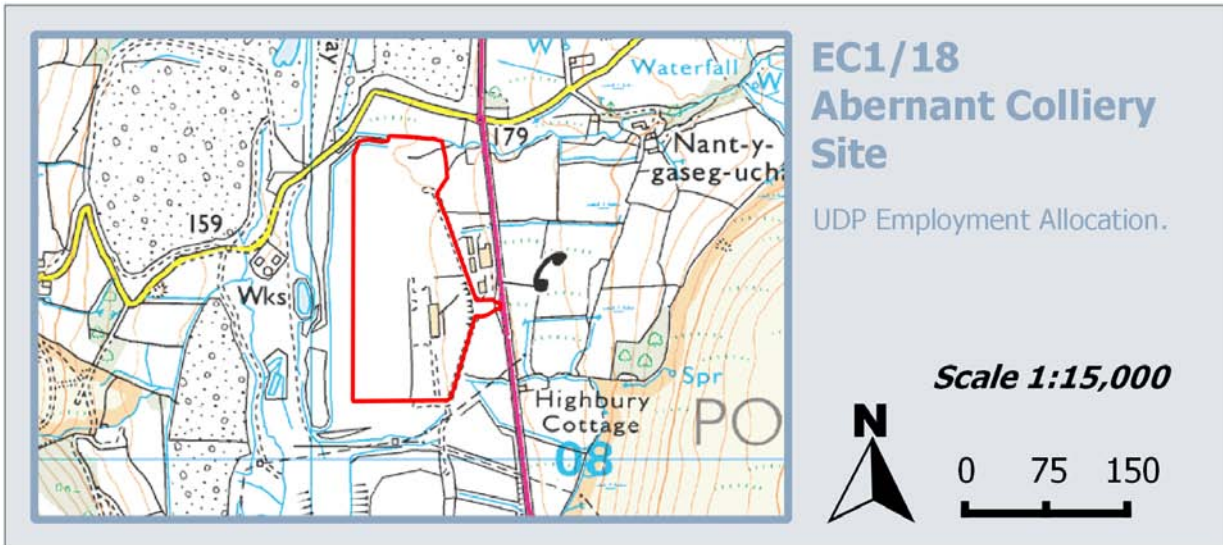 EC1/18
Abernant Colliery
Site
UDP Employment Allocation.
Scale 1:15,000
N
0 75 150
ay
W
Waterfall
W
179
Nant-y-
gaseg-ucha
159
Wks
Spr
Highbury
Cottage
PO
08